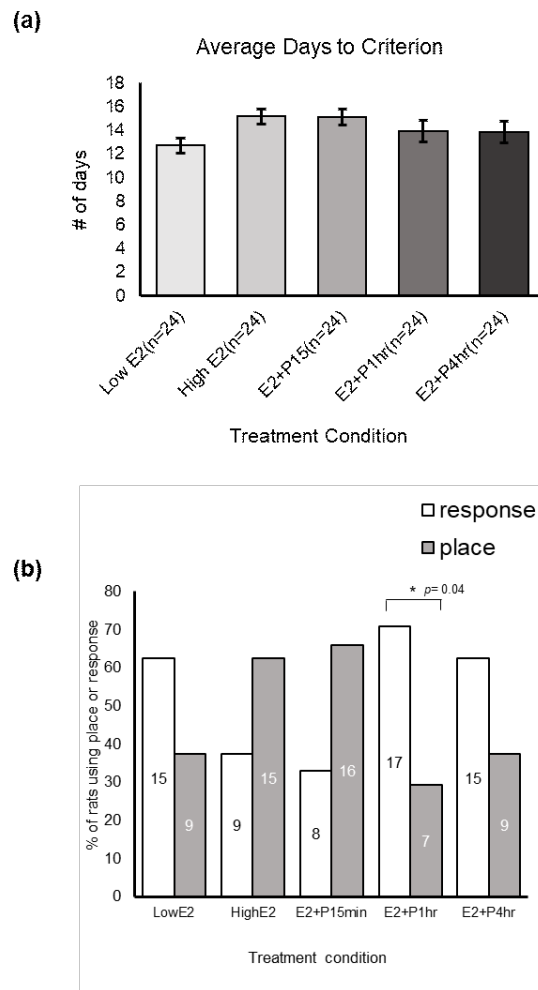 (a)
Average Days to Criterion
18
16
14
12
10
8
6
4
2
0
# of days
Low E2(n=24)
High E2(n=24)
E2+P15(n=24)
E2+P1hr(n=24)
E2+P4hr(n=24)
Treatment Condition
(b)
response
place
* p= 0.04
80
70
60
50
40
30
20
10
0
% of rats using place or response
15
9
9
15
8
16
17
7
15
9
LowE2
HighE2
E2+P15min
E2+P1hr
E2+P4hr
Treatment condition